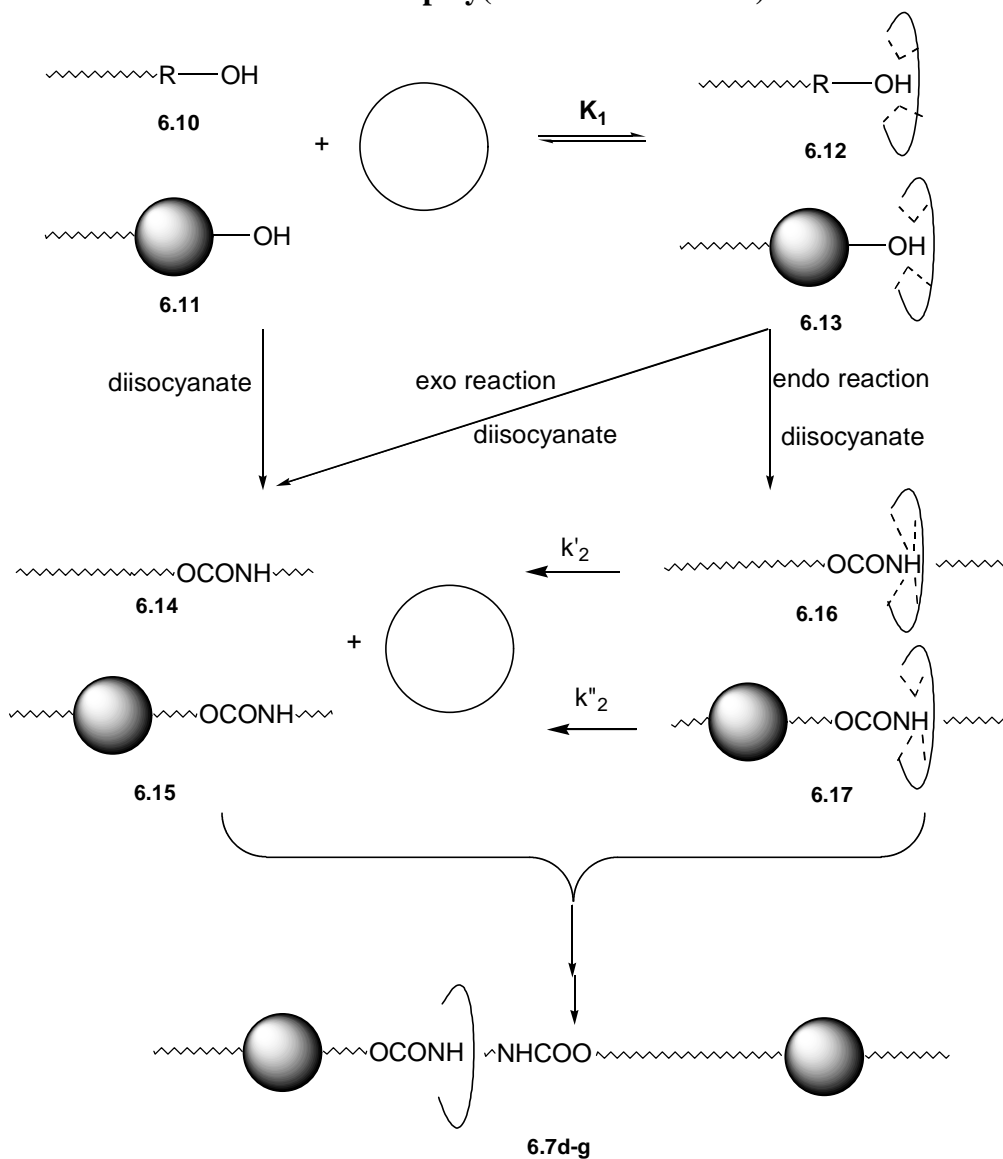 R—OH
OH
R—OH
K1
6.10
+
6.12
OH
OH
6.11
6.13
diisocyanate
exo reaction
endo reaction
diisocyanate
diisocyanate
k'2
OCONH
OCONH
6.14
6.16
+
k"2
OCONH
OCONH
6.15
6.17
OCONH
NHCOO
6.7d-g